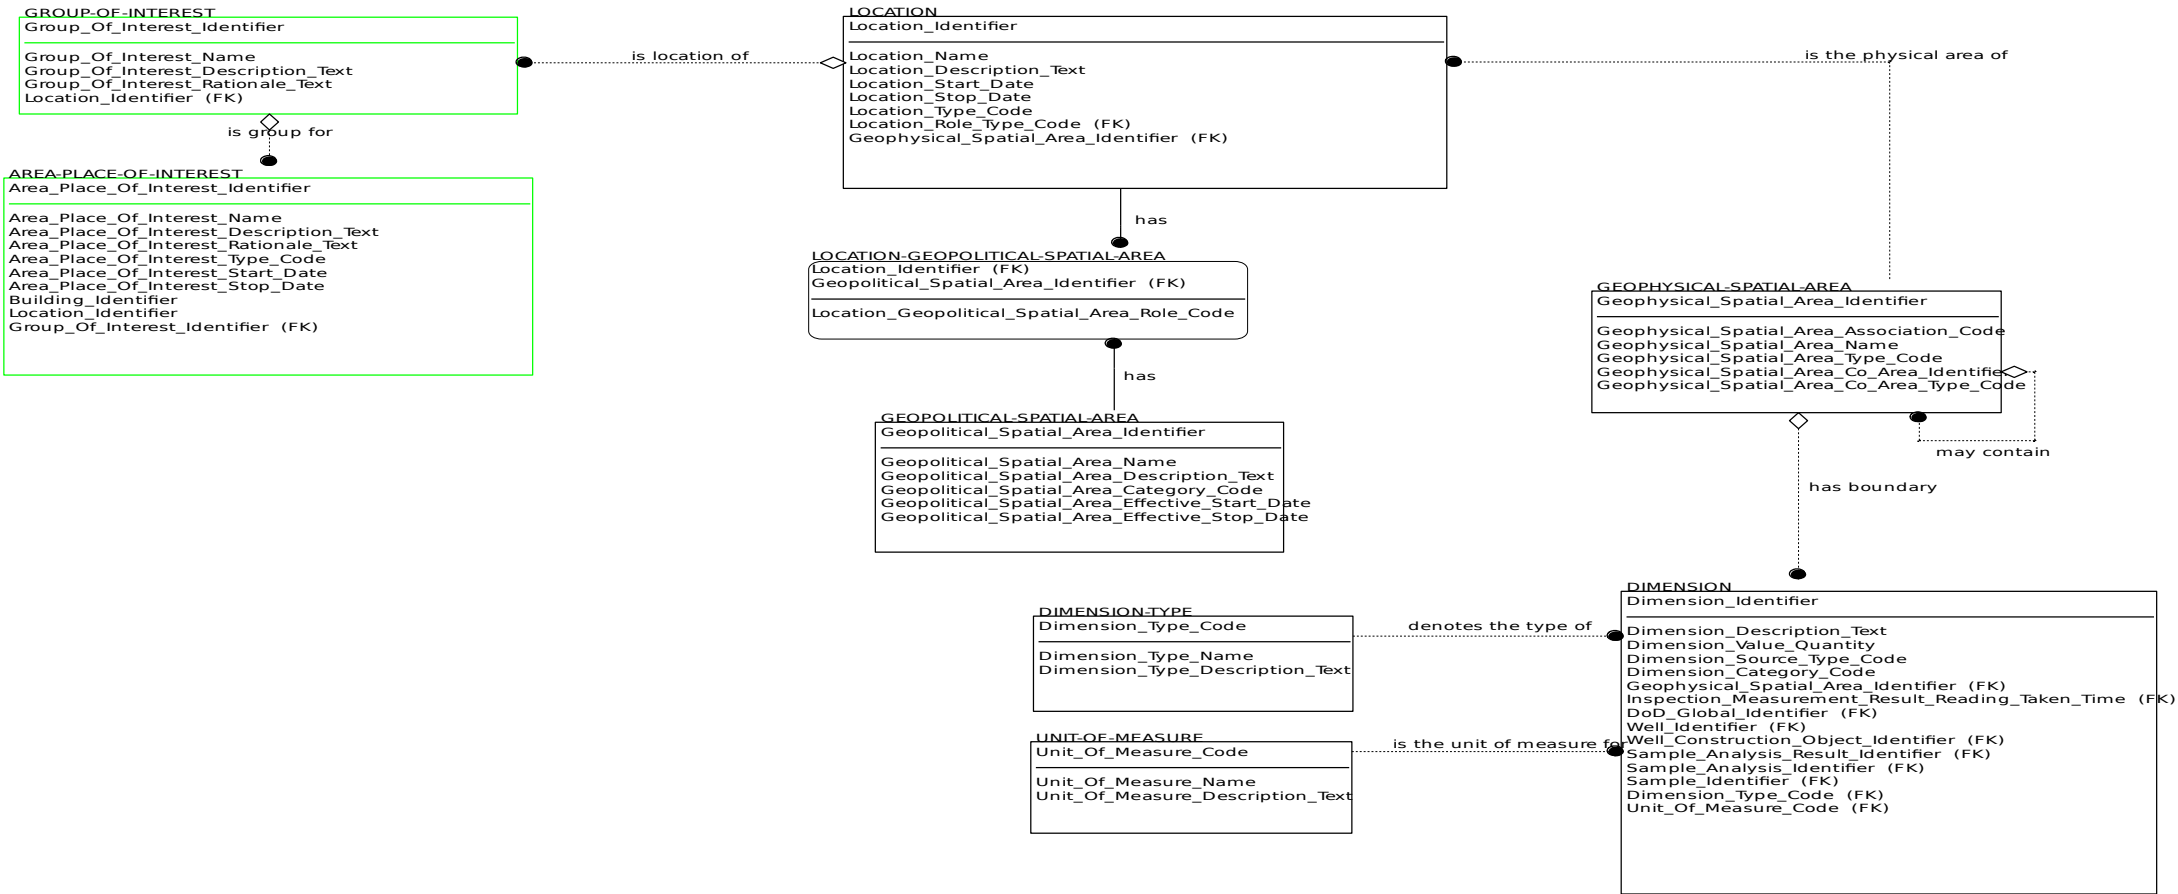 GROUP-OF-INTEREST
Group_Of_Interest_Identifier
Group_Of_Interest_Name
Group_Of_Interest_Description_Text
Group_Of_Interest_Rationale_Text
Location_Identifier (FK)
is group for
AREA-PLACE-OF-INTEREST
Area_Place_Of_Interest_Identifier
Area_Place_Of_Interest_Name
Area_Place_Of_Interest_Description_Text
Area_Place_Of_Interest_Rationale_Text
Area_Place_Of_Interest_Type_Code
Area_Place_Of_Interest_Start_Date
Area_Place_Of_Interest_Stop_Date
Building_Identifier
Location_Identifier
Group_Of_Interest_Identifier (FK)
is location of
LOCATION
Location_Identifier
Location_Name
Location_Description_Text
Location_Start_Date
Location_Stop_Date
Location_Type_Code
Location_Role_Type_Code (FK)
Geophysical_Spatial_Area_Identifier (FK)
has
LOCATION-GEOPOLITICAL-SPATIAL-AREA
Location_Identifier (FK)
Geopolitical_Spatial_Area_Identifier (FK)
Location_Geopolitical_Spatial_Area_Role_Code
has
GEOPOLITICAL-SPATIAL-AREA
Geopolitical_Spatial_Area_Identifier
Geopolitical_Spatial_Area_Name
Geopolitical_Spatial_Area_Description_Text
Geopolitical_Spatial_Area_Category_Code
Geopolitical_Spatial_Area_Effective_Start_Date
Geopolitical_Spatial_Area_Effective_Stop_Date
is the physical area of
GEOPHYSICAL-SPATIAL-AREA
Geophysical_Spatial_Area_Identifier
Geophysical_Spatial_Area_Association_Code
Geophysical_Spatial_Area_Name
Geophysical_Spatial_Area_Type_Code
Geophysical_Spatial_Area_Co_Area_Identifier
Geophysical_Spatial_Area_Co_Area_Type_Code
may contain
has boundary
DIMENSION-TYPE
Dimension_Type_Code
Dimension_Type_Name
Dimension_Type_Description_Text
denotes the type of
UNIT-OF-MEASURE
Unit_Of_Measure_Code
Unit_Of_Measure_Name
Unit_Of_Measure_Description_Text
is the unit of measure for
DIMENSION
Dimension_Identifier
Dimension_Description_Text
Dimension_Value_Quantity
Dimension_Source_Type_Code
Dimension_Category_Code
Geophysical_Spatial_Area_Identifier (FK)
Inspection_Measurement_Result_Reading_Taken_Time (FK)
DoD_Global_Identifier (FK)
Well_Identifier (FK)
Well_Construction_Object_Identifier (FK)
Sample_Analysis_Result_Identifier (FK)
Sample_Analysis_Identifier (FK)
Sample_Identifier (FK)
Dimension_Type_Code (FK)
Unit_Of_Measure_Code (FK)